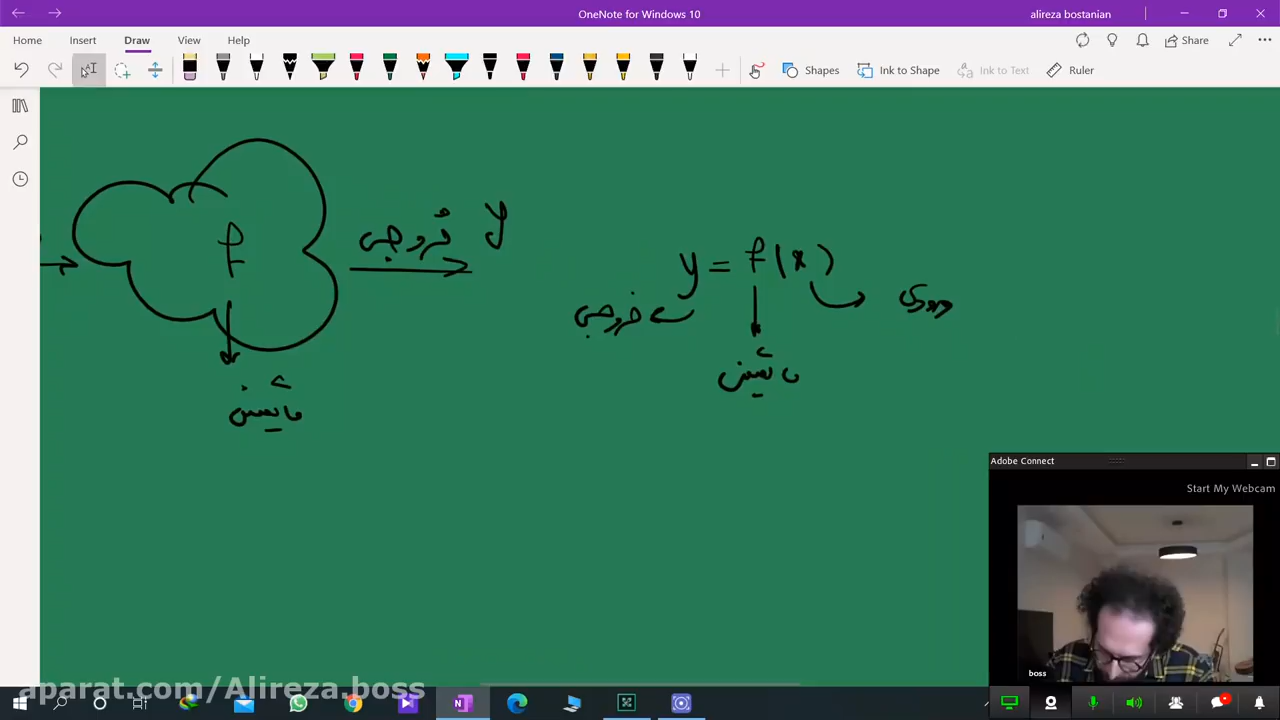 OneNote for Windows 10
alireza bostanian
Home Insert Draw View Help
Share
Shapes
Ink to Shape
Ink to Text
Ruler
f
خروجی y
ماشین
y = f(x)
خروجی
ورودی
ماشین
Adobe Connect
Start My Webcam
boss
aparat.com/Alireza.boss